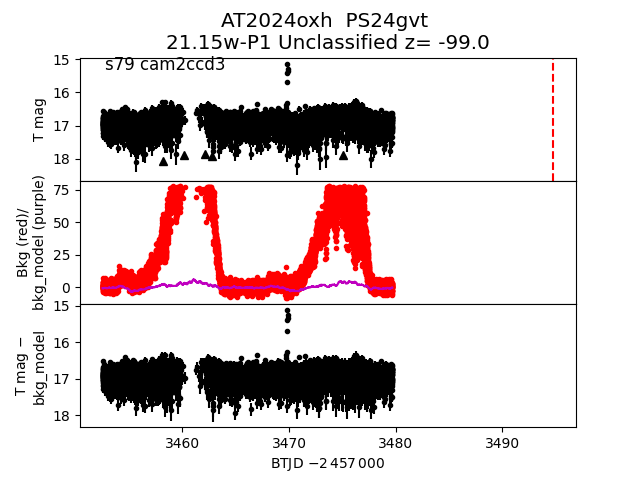 AT2024oxh  PS24gvt
21.15w-P1 Unclassified z= -99.0
s79 cam2ccd3
15
16
17
18
T mag
75
50
25
0
Bkg (red)/
bkg_model (purple)
15
16
17
18
T mag −
bkg_model
3460 3470 3480 3490
BTJD −2 457 000